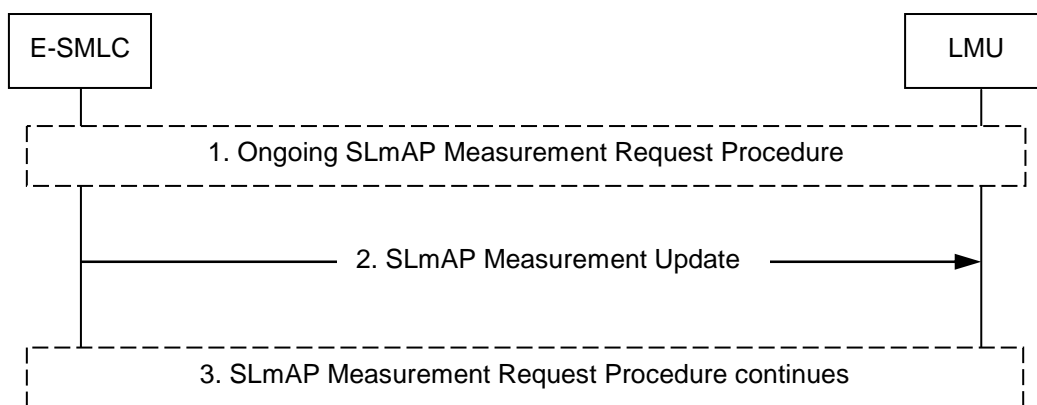 E-SMLC
LMU
1. Ongoing SLmAP Measurement Request Procedure
2. SLmAP Measurement Update
3. SLmAP Measurement Request Procedure continues